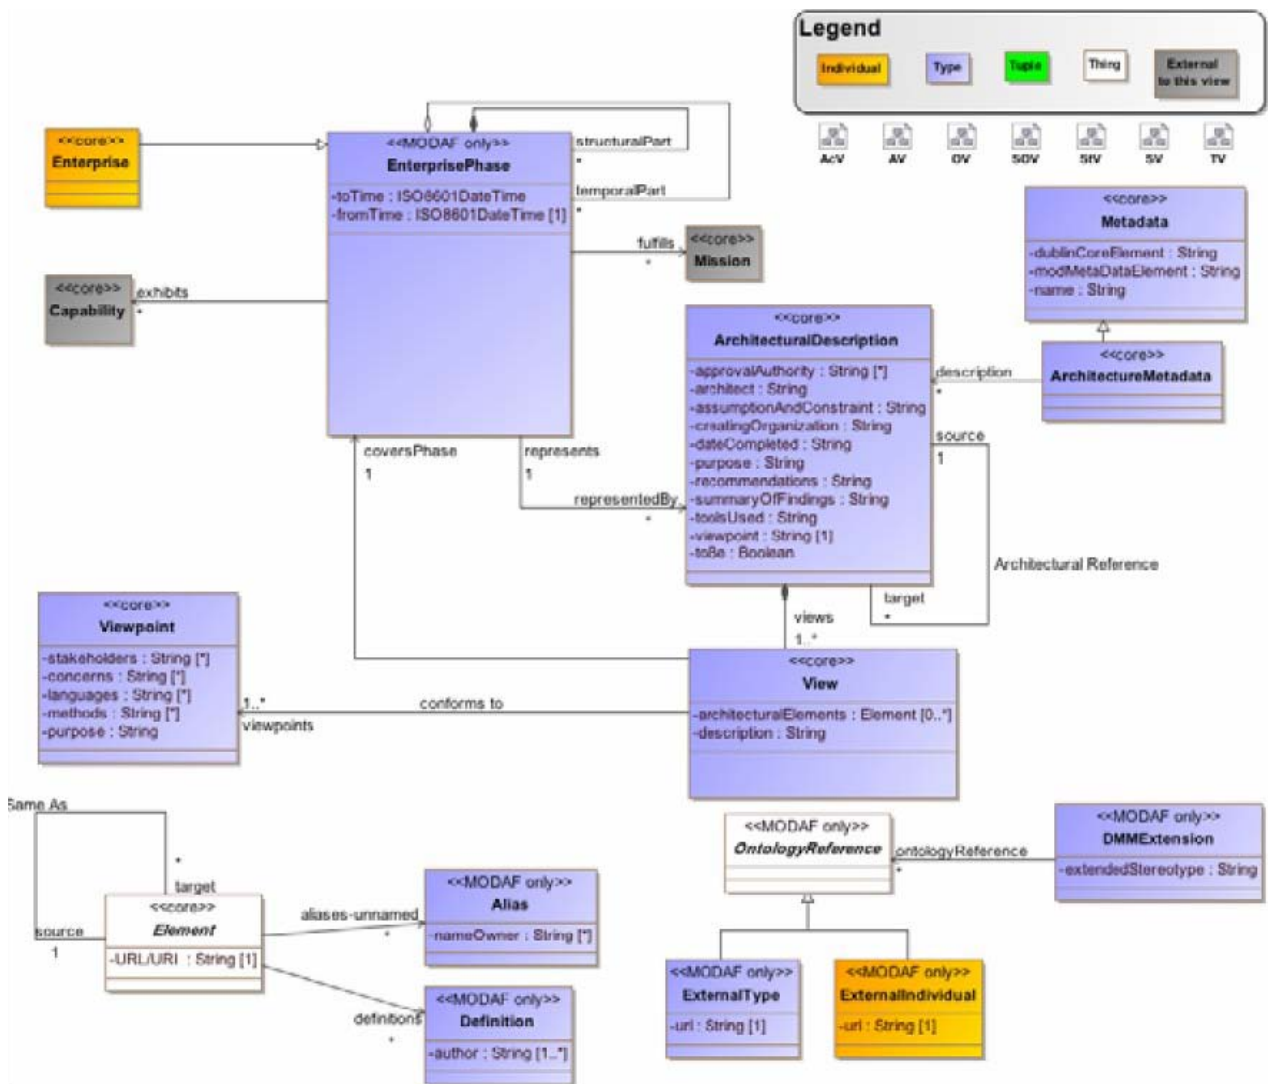 Legend
Individual
Type
Tuple
Thing
External
to this view
AcV
AV
OV
SOV
StV
SV
TV
<<core>>
Enterprise
<<MODAF only>>
EnterprisePhase
-toTime : ISO8601DateTime
-fromTime : ISO8601DateTime [1]
structuralPart
*
temporalPart
*
fulfills
*
<<core>>
Mission
<<core>>
Metadata
-dublinCoreElement : String
-modMetaDataElement : String
-name : String
<<core>>
Capability
exhibits
*
<<core>>
ArchitecturalDescription
-approvalAuthority : String [*]
-architect : String
-assumptionAndConstraint : String
-creatingOrganization : String
-dateCompleted : String
-purpose : String
-recommendations : String
-summaryOfFindings : String
-toolsUsed : String
-viewpoint : String [1]
-toBe : Boolean
description
*
<<core>>
ArchitectureMetadata
source
1
Architectural Reference
target
*
coversPhase
1
represents
1
representedBy
*
views
1..*
<<core>>
Viewpoint
-stakeholders : String [*]
-concerns : String [*]
-languages : String [*]
-methods : String [*]
-purpose : String
1..*
viewpoints
conforms to
<<core>>
View
-architecturalElements : Element [0..*]
-description : String
Same As
*
target
source
1
<<core>>
Element
-URL/URI : String [1]
aliases-unnamed
*
<<MODAF only>>
Alias
-nameOwner : String [*]
definitions
*
<<MODAF only>>
Definition
-author : String [1..*]
<<MODAF only>>
OntologyReference
ontologyReference
*
<<MODAF only>>
DMMExtension
-extendedStereotype : String
<<MODAF only>>
ExternalType
-url : String [1]
<<MODAF only>>
ExternalIndividual
-url : String [1]